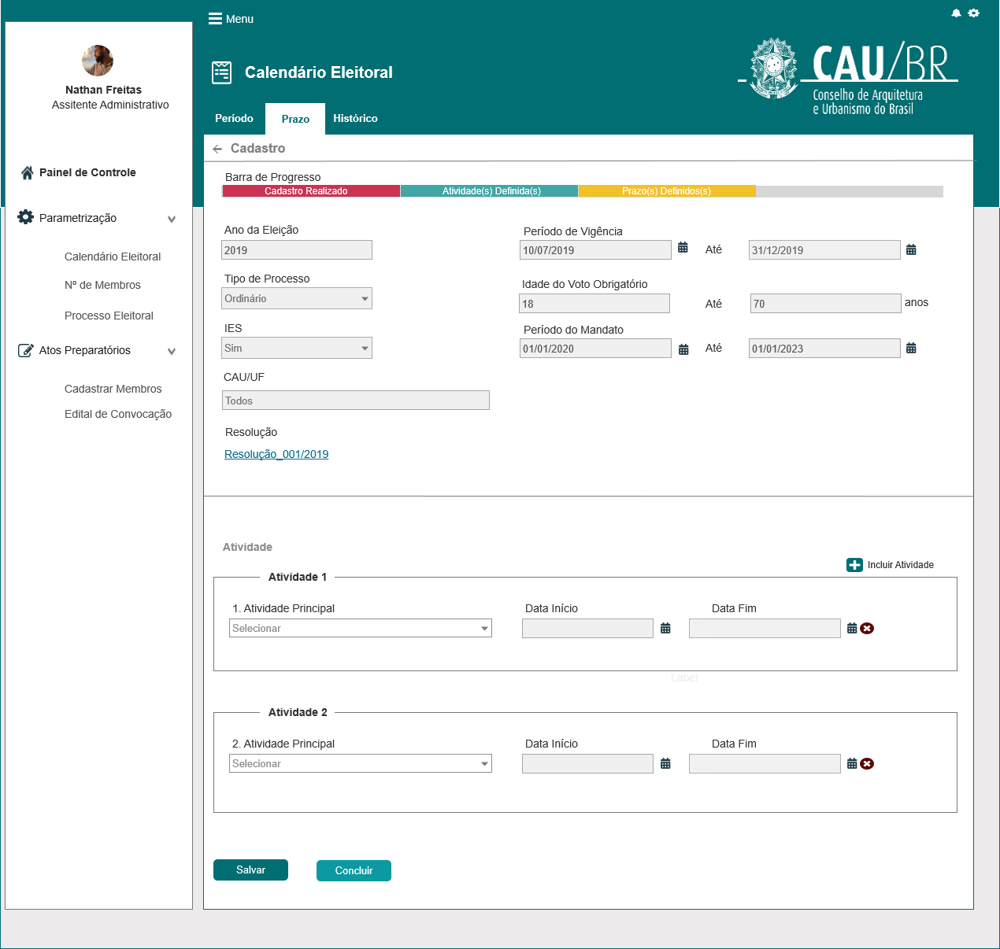 Menu
Nathan Freitas
Assitente Administrativo
Calendário Eleitoral
CAU/BR
Conselho de Arquitetura
e Urbanismo do Brasil
Período
Prazo
Histórico
Painel de Controle
Parametrização
Calendário Eleitoral
Nº de Membros
Processo Eleitoral
Atos Preparatórios
Cadastrar Membros
Edital de Convocação
Cadastro
Barra de Progresso
Cadastro Realizado
Atividade(s) Definida(s)
Prazo(s) Definidos(s)
Ano da Eleição
2019
Período de Vigência
10/07/2019
Até
31/12/2019
Tipo de Processo
Ordinário
Idade do Voto Obrigatório
18
Até
70
anos
IES
Sim
Período do Mandato
01/01/2020
Até
01/01/2023
CAU/UF
Todos
Resolução
Resolução_001/2019
Atividade
Incluir Atividade
Atividade 1
1. Atividade Principal
Data Início
Data Fim
Selecionar
Label
Atividade 2
2. Atividade Principal
Data Início
Data Fim
Selecionar
Salvar
Concluir